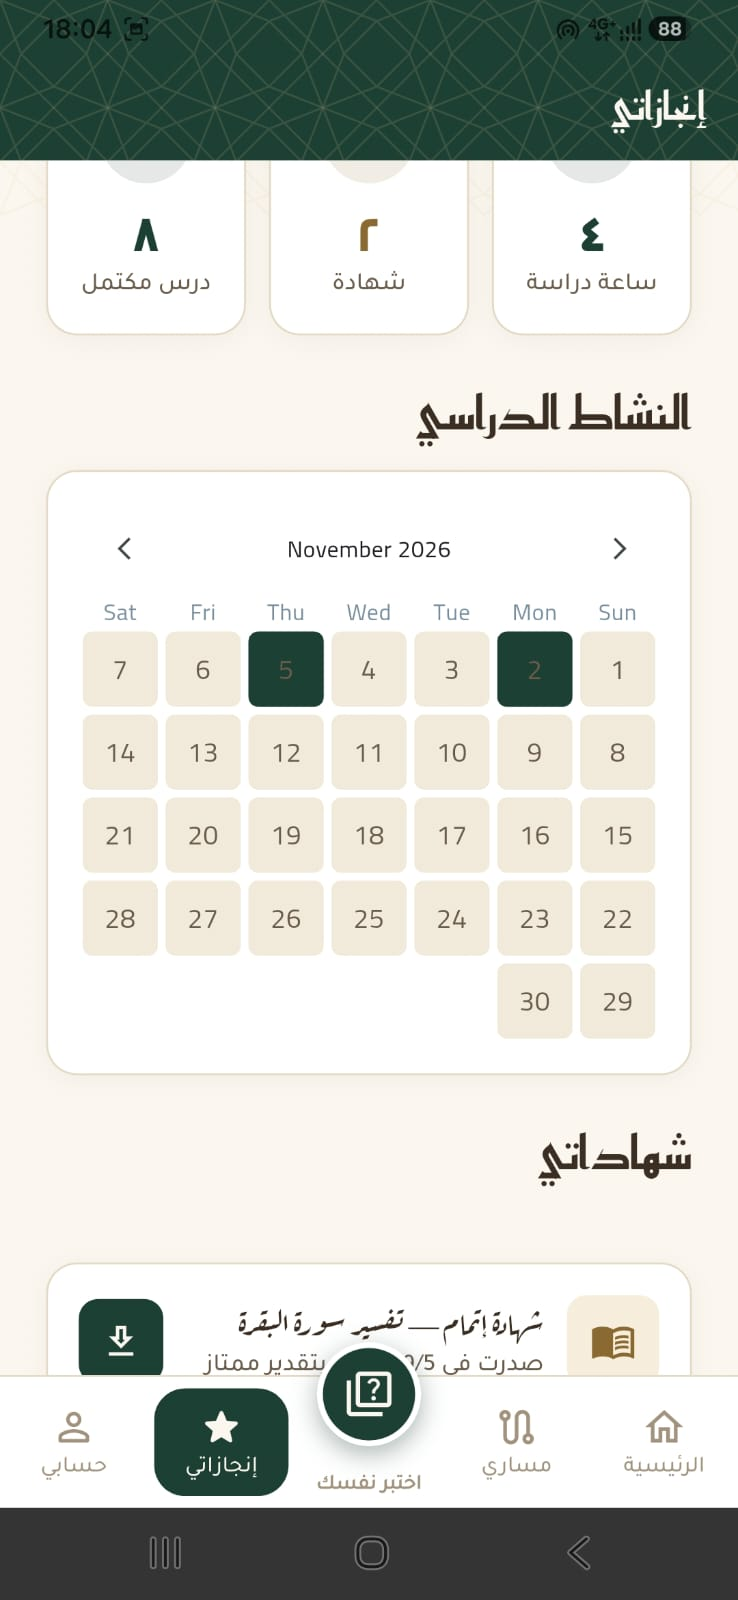 18:04
4G+
88
إنجازاتي
٤
ساعة دراسة
٢
شهادة
٨
درس مكتمل
النشاط الدراسي
November 2026
Sun Mon Tue Wed Thu Fri Sat
1 2 3 4 5 6 7
8 9 10 11 12 13 14
15 16 17 18 19 20 21
22 23 24 25 26 27 28
29 30
شهاداتي
شهادة إتمام — تفسير سورة البقرة
صدرت في 5/ بتقدير ممتاز
الرئيسية
مساري
?
اختبر نفسك
إنجازاتي
حسابي